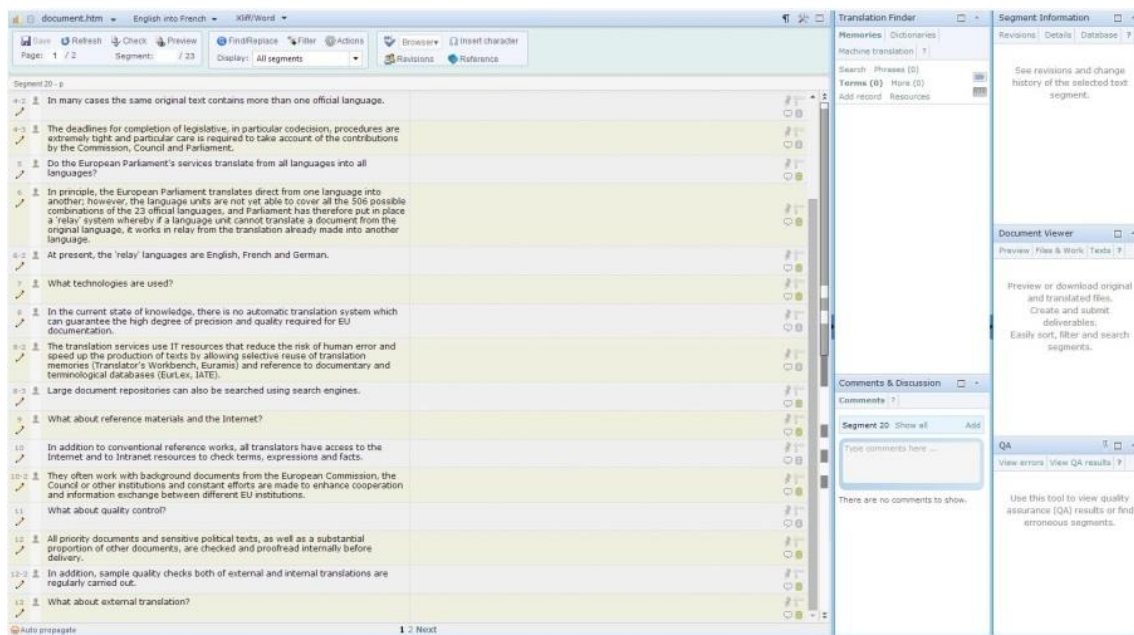 document.htm English into French Xliff/Word
Save Refresh Check Preview
Page: 1 / 2 Segment: / 23
Find/Replace Filter Actions
Display: All segments
Browser Insert character
Revisions Reference
Segment 20 - p
4-2 In many cases the same original text contains more than one official language.
4-3 The deadlines for completion of legislative, in particular codecision, procedures are
extremely tight and particular care is required to take account of the contributions
by the Commission, Council and Parliament.
5 Do the European Parliament's services translate from all languages into all
languages?
6 In principle, the European Parliament translates direct from one language into
another; however, the language units are not yet able to cover all the 506 possible
combinations of the 23 official languages, and Parliament has therefore put in place
a 'relay' system whereby if a language unit cannot translate a document from the
original language, it works in relay from the translation already made into another
language.
6-2 At present, the 'relay' languages are English, French and German.
7 What technologies are used?
8 In the current state of knowledge, there is no automatic translation system which
can guarantee the high degree of precision and quality required for EU
documentation.
8-2 The translation services use IT resources that reduce the risk of human error and
speed up the production of texts by allowing selective reuse of translation
memories (Translator's Workbench, Euramis) and reference to documentary and
terminological databases (EurLex, IATE).
8-3 Large document repositories can also be searched using search engines.
9 What about reference materials and the Internet?
10 In addition to conventional reference works, all translators have access to the
Internet and to Intranet resources to check terms, expressions and facts.
10-2 They often work with background documents from the European Commission, the
Council or other institutions and constant efforts are made to enhance cooperation
and information exchange between different EU institutions.
11 What about quality control?
12 All priority documents and sensitive political texts, as well as a substantial
proportion of other documents, are checked and proofread internally before
delivery.
12-2 In addition, sample quality checks both of external and internal translations are
regularly carried out.
13 What about external translation?
Auto propagate 1 2 Next
Translation Finder
Memories Dictionaries
Machine translation ?
Search Phrases (0)
Terms (0) More (0)
Add record Resources
Comments & Discussion
Comments ?
Segment 20 Show all Add
Type comments here ...
There are no comments to show.
Segment Information
Revisions Details Database ?
See revisions and change
history of the selected text
segment.
Document Viewer
Preview Files & Work Texts ?
Preview or download original
and translated files.
Create and submit
deliverables.
Easily sort, filter and search
segments.
QA
View errors View QA results ?
Use this tool to view quality
assurance (QA) results or find
erroneous segments.